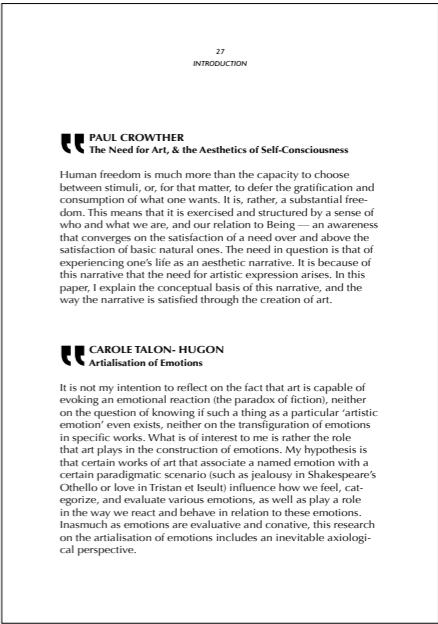 27
INTRODUCTION
PAUL CROWTHER
The Need for Art, & the Aesthetics of Self-Consciousness
Human freedom is much more than the capacity to choose
between stimuli, or, for that matter, to defer the gratification and
consumption of what one wants. It is, rather, a substantial free-
dom. This means that it is exercised and structured by a sense of
who and what we are, and our relation to Being — an awareness
that converges on the satisfaction of a need over and above the
satisfaction of basic natural ones. The need in question is that of
experiencing one's life as an aesthetic narrative. It is because of
this narrative that the need for artistic expression arises. In this
paper, I explain the conceptual basis of this narrative, and the
way the narrative is satisfied through the creation of art.
CAROLE TALON- HUGON
Artialisation of Emotions
It is not my intention to reflect on the fact that art is capable of
evoking an emotional reaction (the paradox of fiction), neither
on the question of knowing if such a thing as a particular 'artistic
emotion' even exists, neither on the transfiguration of emotions
in specific works. What is of interest to me is rather the role
that art plays in the construction of emotions. My hypothesis is
that certain works of art that associate a named emotion with a
certain paradigmatic scenario (such as jealousy in Shakespeare's
Othello or love in Tristan et Iseult) influence how we feel, cat-
egorize, and evaluate various emotions, as well as play a role
in the way we react and behave in relation to these emotions.
Inasmuch as emotions are evaluative and conative, this research
on the artialisation of emotions includes an inevitable axiologi-
cal perspective.